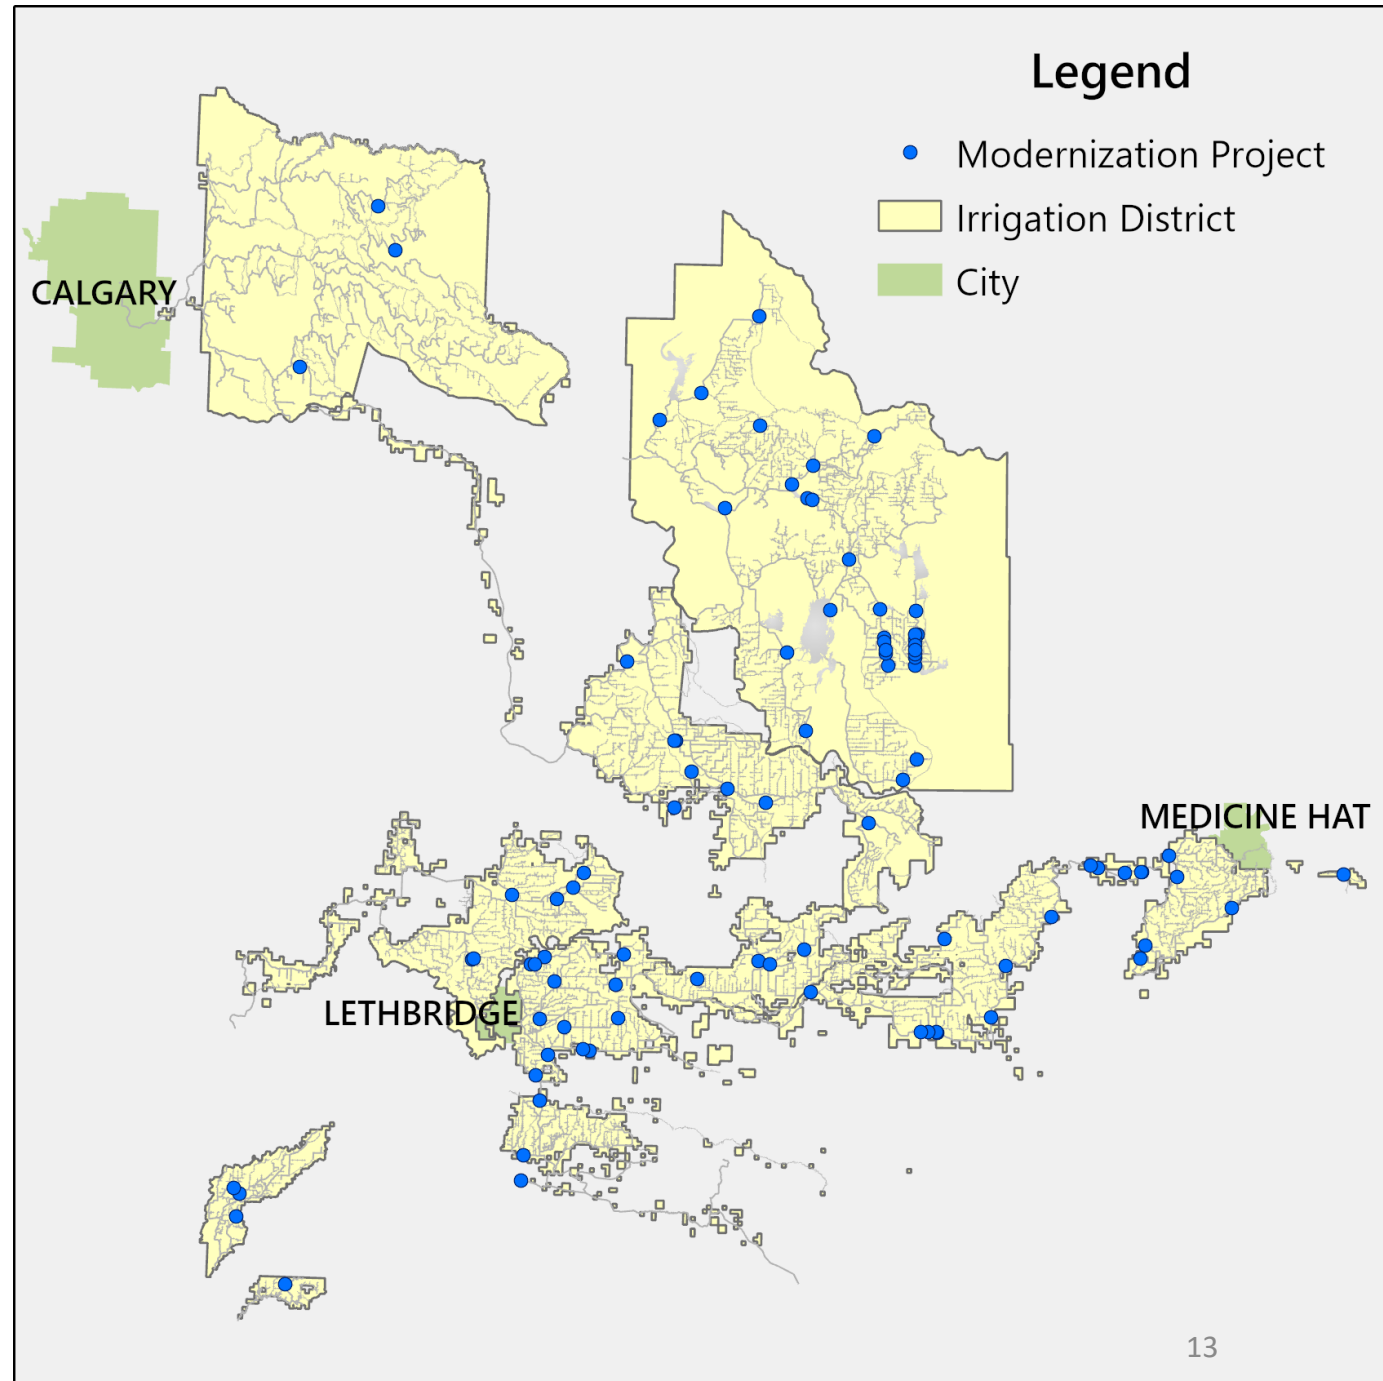 Legend
Modernization Project
Irrigation District
City
CALGARY
MEDICINE HAT
LETHBRIDGE
13